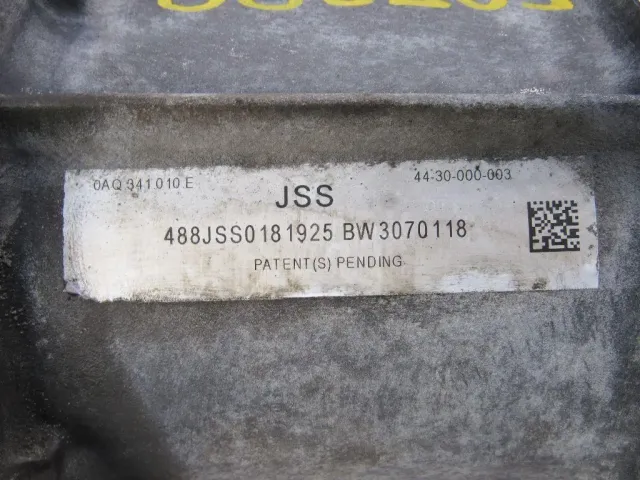 0AQ 341 010 E
44-30-000-003
JSS
488JSS0181925 BW3070118
PATENT(S) PENDING